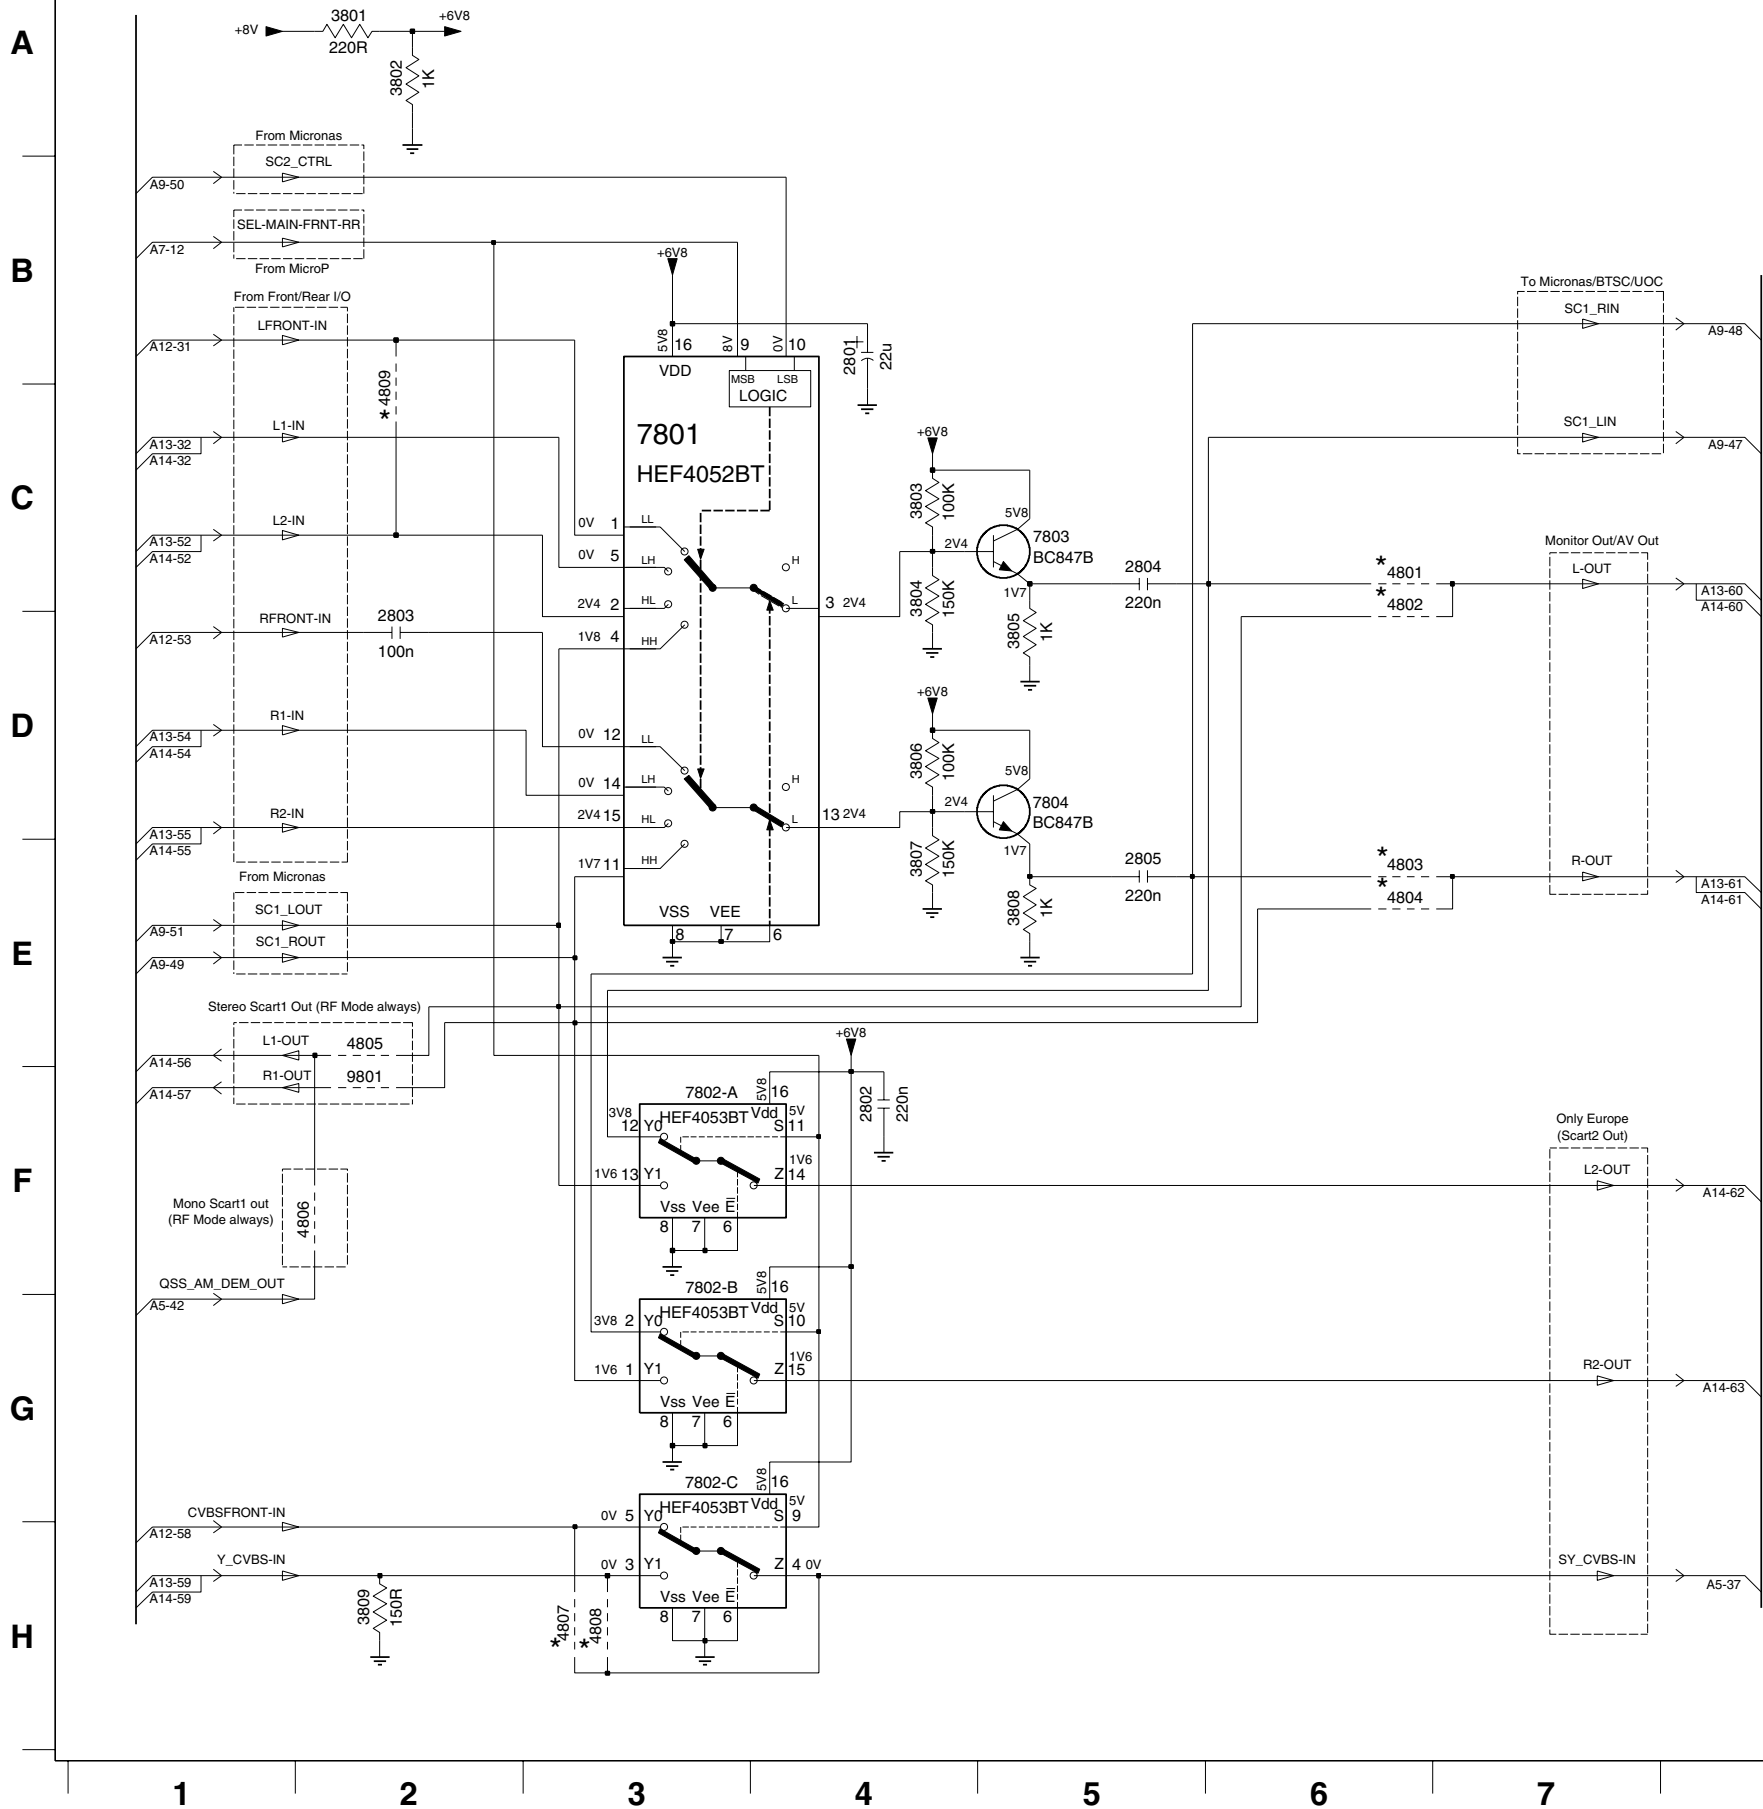 A
+8V
3801
220R
+6V8
3802
1K
From Micronas
SC2_CTRL
A9-50
SEL-MAIN-FRNT-RR
A7-12
From MicroP
B
+6V8
From Front/Rear I/O
LFRONT-IN
A12-31
5V8
16
8V
9
0V
10
VDD
MSB
LSB
LOGIC
2801
+
22u
To Micronas/BTSC/UOC
SC1_RIN
A9-48
* 4809
L1-IN
A13-32
A14-32
7801
HEF4052BT
+6V8
SC1_LIN
A9-47
C
3803
100K
5V8
7803
BC847B
2V4
L2-IN
A13-52
A14-52
0V 1 LL
0V 5 LH
2V4 2 HL
1V8 4 HH
H
L
3 2V4
3804
150K
1V7
3805
1K
2804
220n
*
4801
*
4802
Monitor Out/AV Out
L-OUT
A13-60
A14-60
RFRONT-IN
A12-53
2803
100n
D
R1-IN
A13-54
A14-54
0V 12 LL
0V 14 LH
2V4 15 HL
1V7 11 HH
H
L
13 2V4
+6V8
3806
100K
5V8
2V4
7804
BC847B
R2-IN
A13-55
A14-55
3807
150K
1V7
3808
1K
2805
220n
*
4803
*
4804
R-OUT
A13-61
A14-61
From Micronas
SC1_LOUT
A9-51
SC1_ROUT
A9-49
VSS
VEE
8
7
6
E
Stereo Scart1 Out (RF Mode always)
L1-OUT
4805
A14-56
R1-OUT
9801
A14-57
+6V8
7802-A
5V8
16
2802
220n
HEF4053BT
Vdd
5V
3V8
12 Y0
S 11
1V6 13 Y1
1V6
Z 14
Vss Vee E
8
7
6
Only Europe
(Scart2 Out)
L2-OUT
A14-62
F
Mono Scart1 out
(RF Mode always)
4806
QSS_AM_DEM_OUT
A5-42
7802-B
5V8
16
HEF4053BT
Vdd
5V
3V8 2 Y0
S 10
1V6 1 Y1
1V6
Z 15
Vss Vee E
8
7
6
R2-OUT
A14-63
G
7802-C
5V8
16
HEF4053BT
Vdd
5V
CVBSFRONT-IN
A12-58
0V 5 Y0
S 9
Y_CVBS-IN
A13-59
A14-59
0V 3 Y1
Z 4 0V
Vss Vee E
8
7
6
SY_CVBS-IN
A5-37
3809
150R
*4807
*4808
H
1
2
3
4
5
6
7